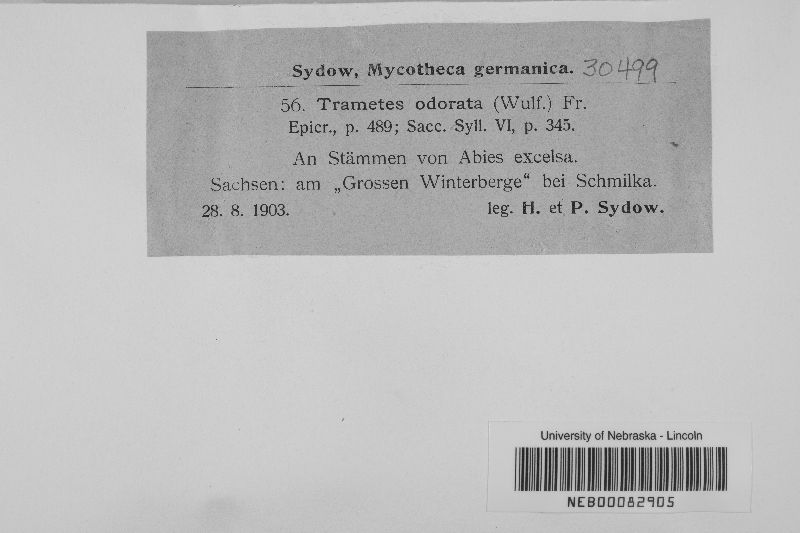 Sydow, Mycotheca germanica. 30499
56. Trametes odorata (Wulf.) Fr.
Epicr., p. 489; Sacc. Syll. VI, p. 345.
An Stämmen von Abies excelsa.
Sachsen: am „Grossen Winterberge“ bei Schmilka.
28. 8. 1903. leg. H. et P. Sydow.
University of Nebraska - Lincoln
NEB00082905